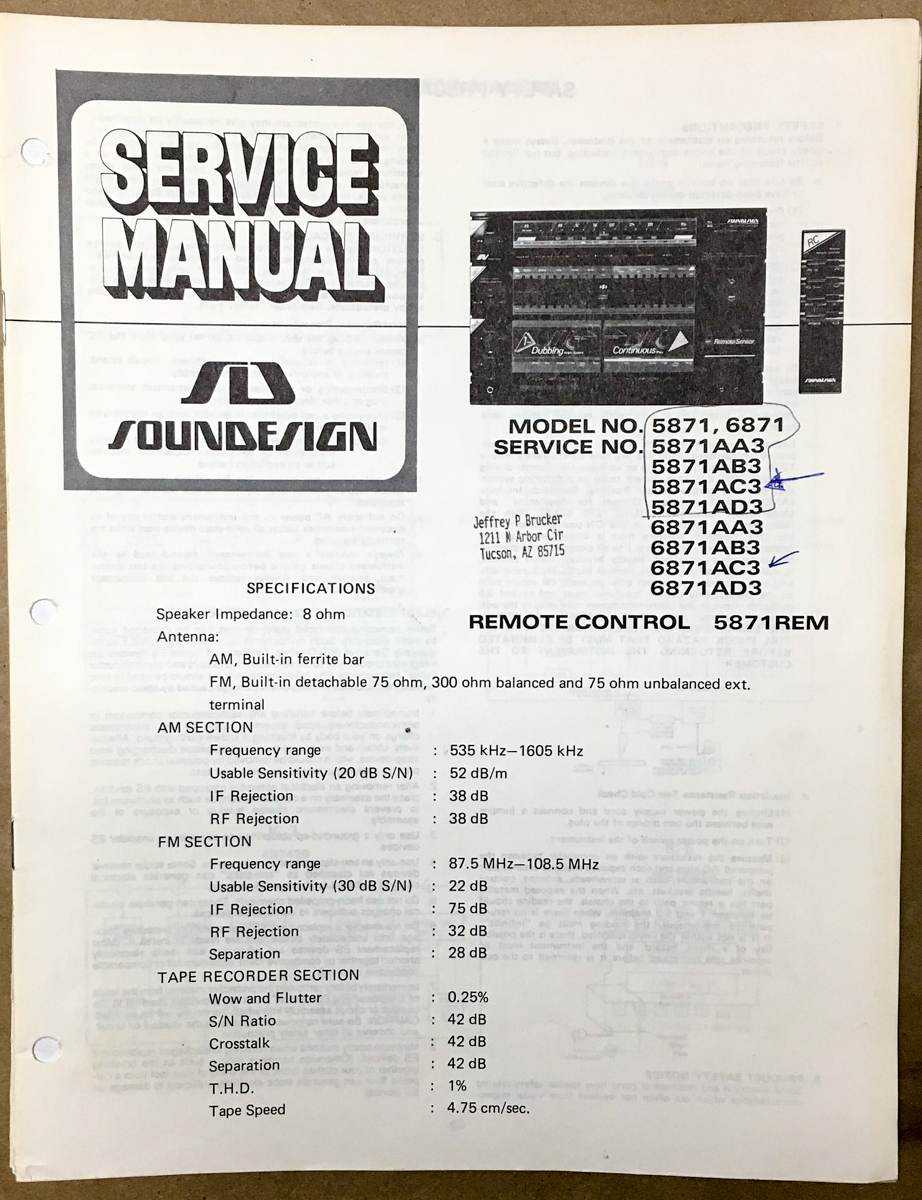 SERVICE
MANUAL
SOUNDESIGN
Dubbing
Continuous
Remote Sensor
RC
SOUNDESIGN
MODEL NO. 5871, 6871
SERVICE NO. 5871AA3
5871AB3
5871AC3
5871AD3
6871AA3
6871AB3
6871AC3
6871AD3
Jeffrey P Brucker
1211 N Arbor Cir
Tucson, AZ 85715
REMOTE CONTROL 5871REM
SPECIFICATIONS
Speaker Impedance: 8 ohm
Antenna:
AM, Built-in ferrite bar
FM, Built-in detachable 75 ohm, 300 ohm balanced and 75 ohm unbalanced ext.
terminal
AM SECTION
Frequency range : 535 kHz—1605 kHz
Usable Sensitivity (20 dB S/N) : 52 dB/m
IF Rejection : 38 dB
RF Rejection : 38 dB
FM SECTION
Frequency range : 87.5 MHz—108.5 MHz
Usable Sensitivity (30 dB S/N) : 22 dB
IF Rejection : 75 dB
RF Rejection : 32 dB
Separation : 28 dB
TAPE RECORDER SECTION
Wow and Flutter : 0.25%
S/N Ratio : 42 dB
Crosstalk : 42 dB
Separation : 42 dB
T.H.D. : 1%
Tape Speed : 4.75 cm/sec.